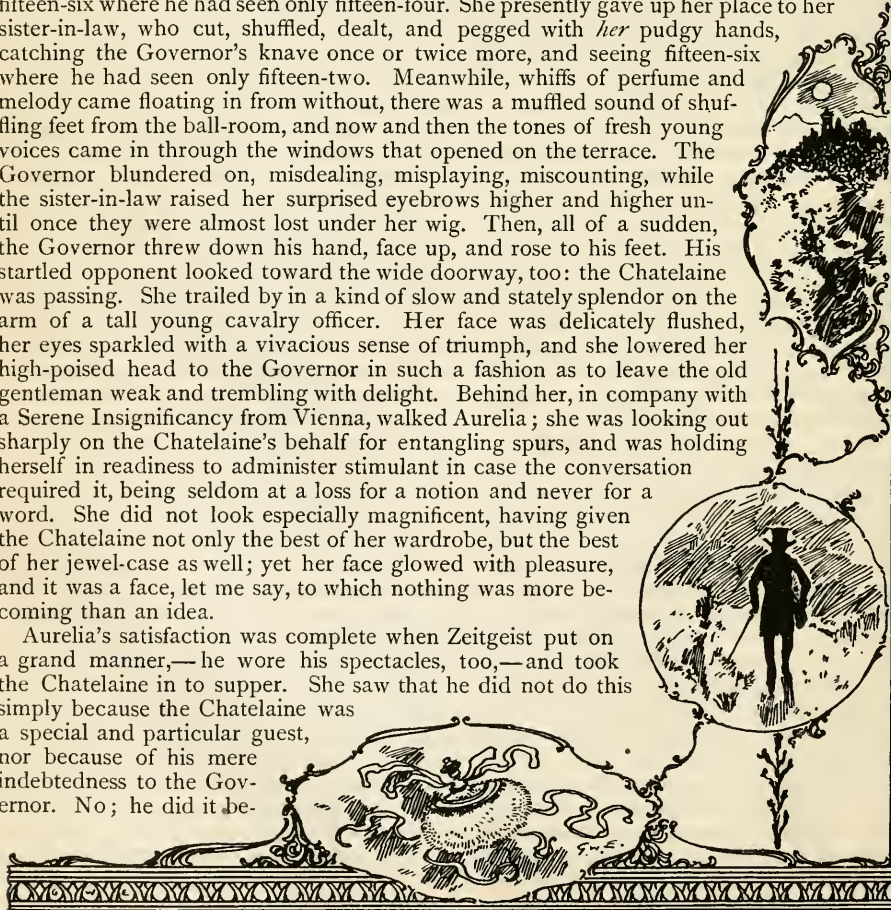 fifteen-six where he had seen only fifteen-four. She presently gave up her place to her
sister-in-law, who cut, shuffled, dealt, and pegged with her pudgy hands,
catching the Governor's knave once or twice more, and seeing fifteen-six
where he had seen only fifteen-two. Meanwhile, whiffs of perfume and
melody came floating in from without, there was a muffled sound of shuf-
fling feet from the ball-room, and now and then the tones of fresh young
voices came in through the windows that opened on the terrace. The
Governor blundered on, misdealing, misplaying, miscounting, while
the sister-in-law raised her surprised eyebrows higher and higher un-
til once they were almost lost under her wig. Then, all of a sudden,
the Governor threw down his hand, face up, and rose to his feet. His
startled opponent looked toward the wide doorway, too: the Chatelaine
was passing. She trailed by in a kind of slow and stately splendor on the
arm of a tall young cavalry officer. Her face was delicately flushed,
her eyes sparkled with a vivacious sense of triumph, and she lowered her
high-poised head to the Governor in such a fashion as to leave the old
gentleman weak and trembling with delight. Behind her, in company with
a Serene Insignificancy from Vienna, walked Aurelia; she was looking out
sharply on the Chatelaine's behalf for entangling spurs, and was holding
herself in readiness to administer stimulant in case the conversation
required it, being seldom at a loss for a notion and never for a
word. She did not look especially magnificent, having given
the Chatelaine not only the best of her wardrobe, but the best
of her jewel-case as well; yet her face glowed with pleasure,
and it was a face, let me say, to which nothing was more be-
coming than an idea.
Aurelia's satisfaction was complete when Zeitgeist put on
a grand manner,— he wore his spectacles, too,— and took
the Chatelaine in to supper. She saw that he did not do this
simply because the Chatelaine was
a special and particular guest,
nor because of his mere
indebtedness to the Gov-
ernor. No; he did it be-
G.W.E.